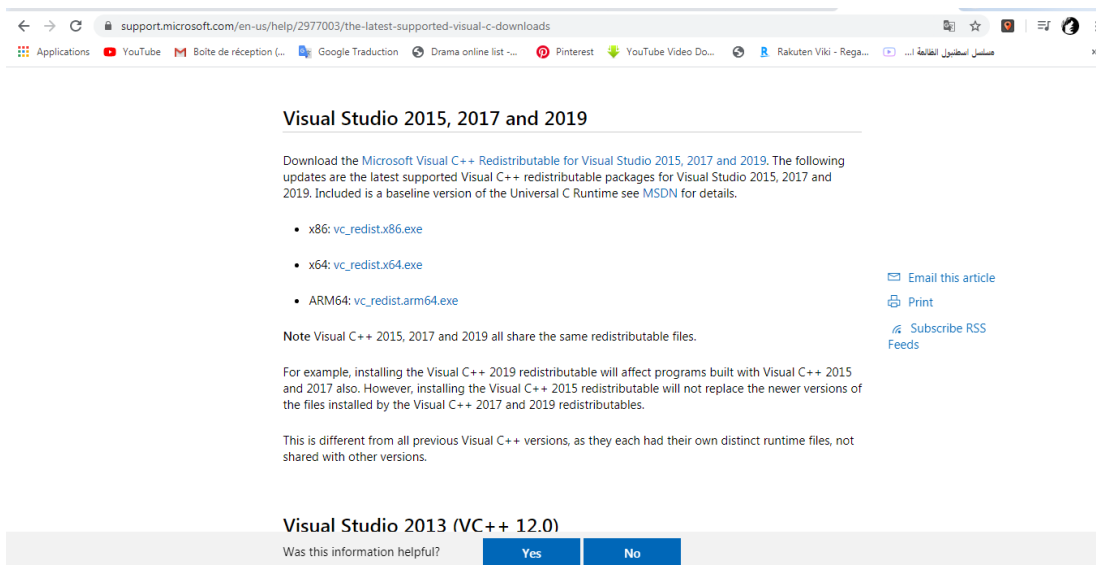 support.microsoft.com/en-us/help/2977003/the-latest-supported-visual-c-downloads
Applications YouTube Boîte de réception (... Google Traduction Drama online list -... Pinterest YouTube Video Do... Rakuten Viki - Rega... مسلسل اسطنبول الظالمة ا...
Visual Studio 2015, 2017 and 2019
Download the Microsoft Visual C++ Redistributable for Visual Studio 2015, 2017 and 2019. The following
updates are the latest supported Visual C++ redistributable packages for Visual Studio 2015, 2017 and
2019. Included is a baseline version of the Universal C Runtime see MSDN for details.
• x86: vc_redist.x86.exe
• x64: vc_redist.x64.exe
• ARM64: vc_redist.arm64.exe
Note Visual C++ 2015, 2017 and 2019 all share the same redistributable files.
For example, installing the Visual C++ 2019 redistributable will affect programs built with Visual C++ 2015
and 2017 also. However, installing the Visual C++ 2015 redistributable will not replace the newer versions of
the files installed by the Visual C++ 2017 and 2019 redistributables.
This is different from all previous Visual C++ versions, as they each had their own distinct runtime files, not
shared with other versions.
Email this article
Print
Subscribe RSS
Feeds
Visual Studio 2013 (VC++ 12.0)
Was this information helpful? Yes No